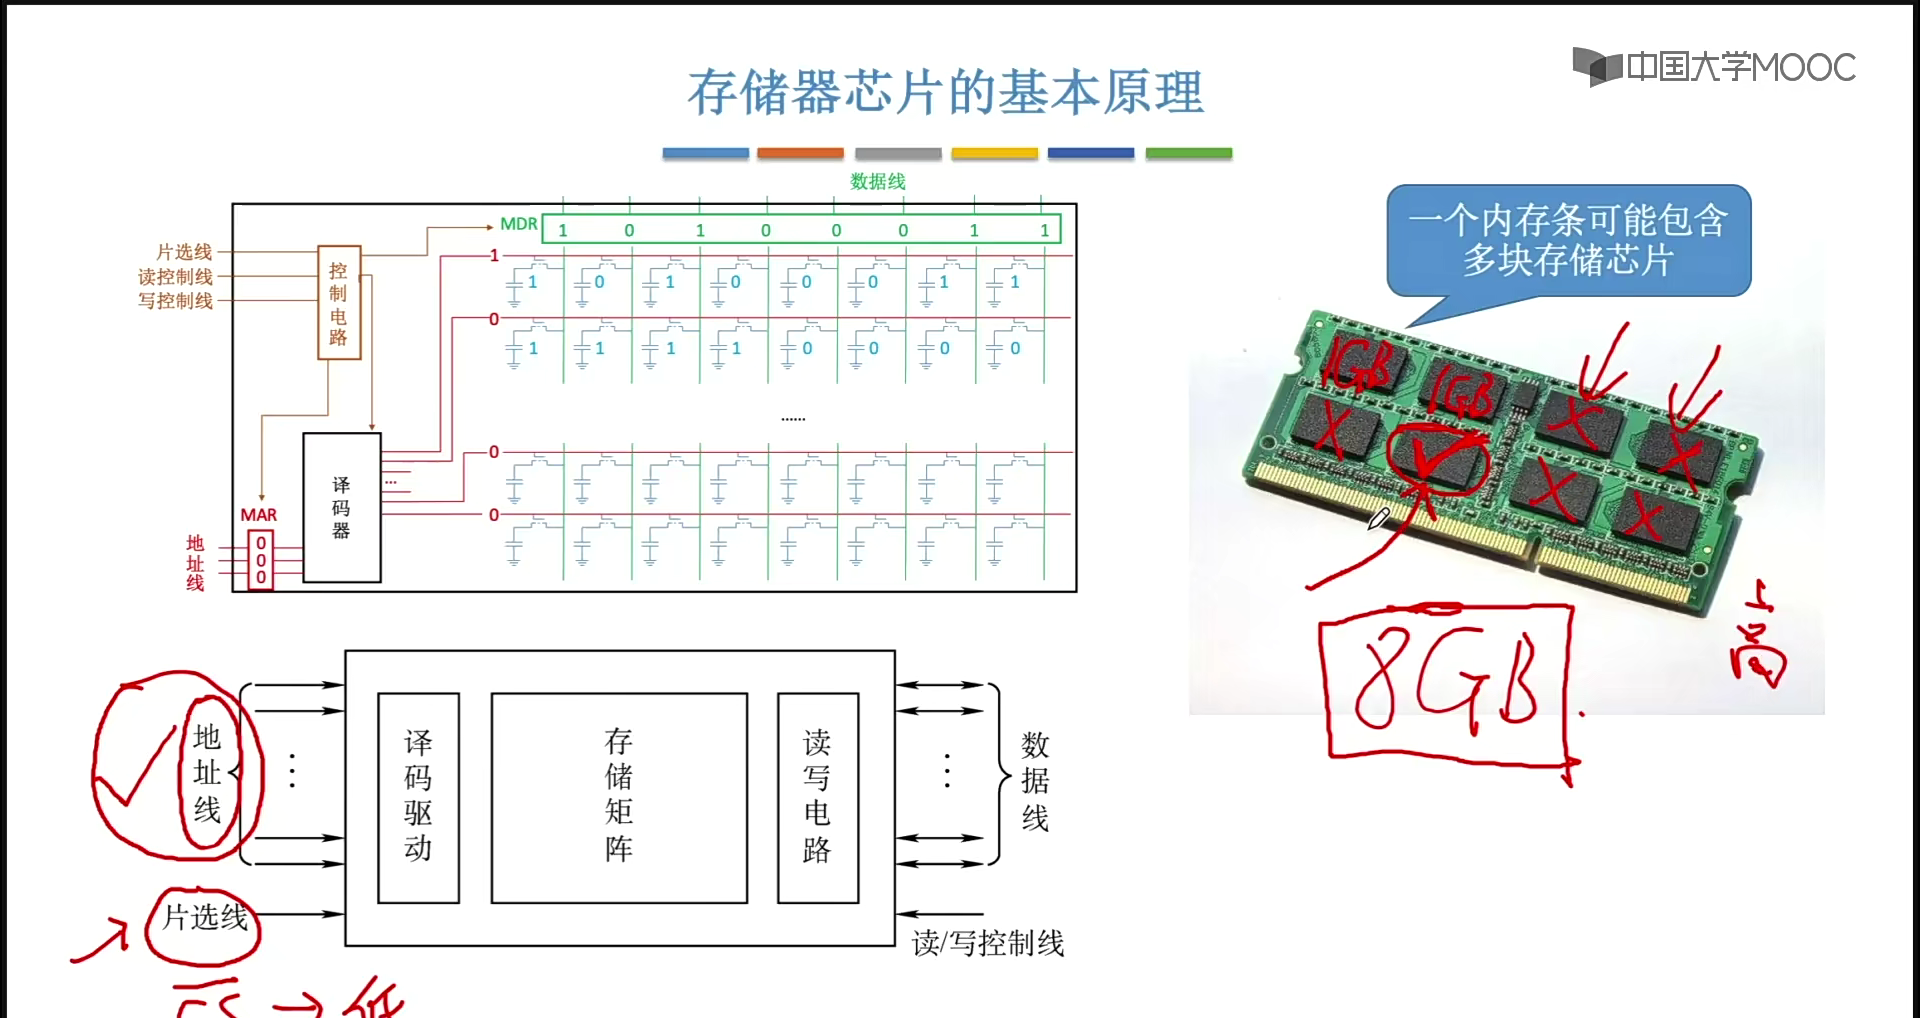 中国大学MOOC
存储器芯片的基本原理
数据线
MDR 1 0 1 0 0 0 1 1
片选线
读控制线
写控制线
控制电路
1
1 0 1 0 0 0 1 1
0
1 1 1 1 0 0 0 0
......
0
0
...
译码器
MAR
地址线
0
0
0
一个内存条可能包含
多块存储芯片
1GB
1GB
8GB
高
地址线
译码驱动
存储矩阵
读写电路
数据线
片选线
读/写控制线
CS → 低